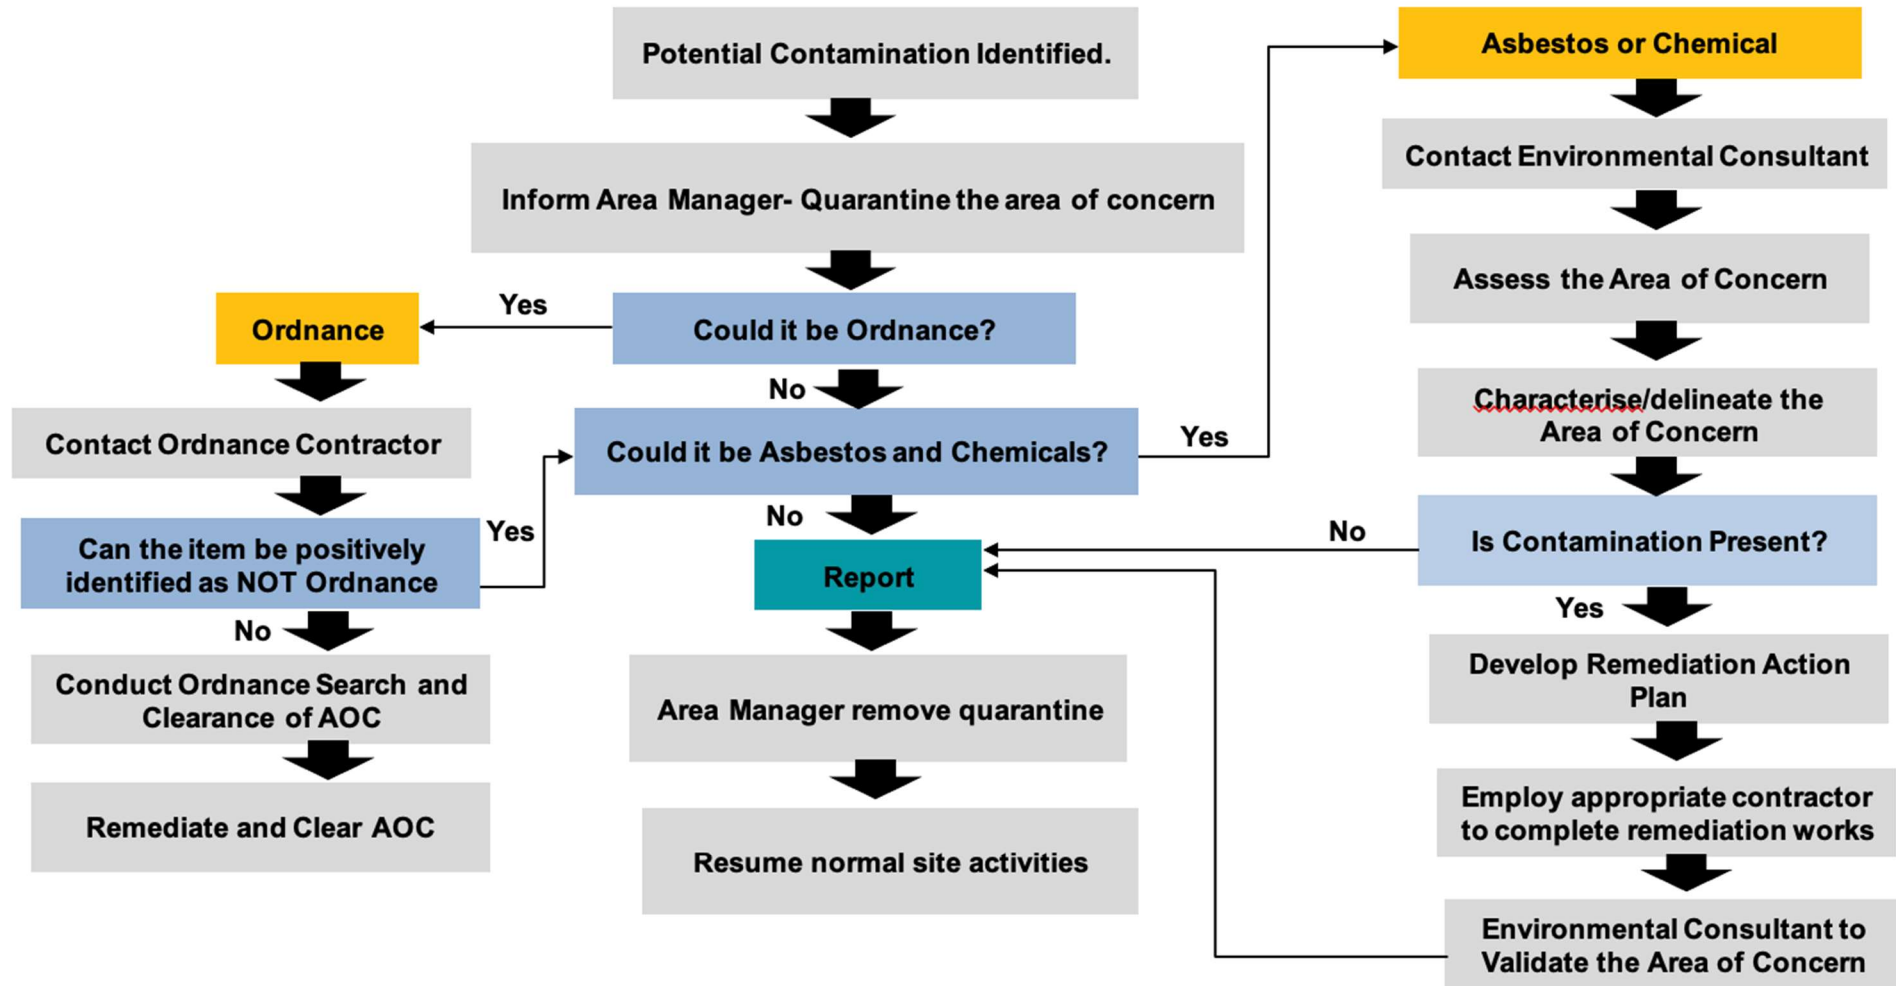 Potential Contamination Identified.
Inform Area Manager- Quarantine the area of concern
Could it be Ordnance?
Yes
No
Ordnance
Contact Ordnance Contractor
Can the item be positively
identified as NOT Ordnance
Yes
No
Conduct Ordnance Search and
Clearance of AOC
Remediate and Clear AOC
Could it be Asbestos and Chemicals?
Yes
No
Report
Area Manager remove quarantine
Resume normal site activities
Asbestos or Chemical
Contact Environmental Consultant
Assess the Area of Concern
Characterise/delineate the
Area of Concern
Is Contamination Present?
No
Yes
Develop Remediation Action
Plan
Employ appropriate contractor
to complete remediation works
Environmental Consultant to
Validate the Area of Concern